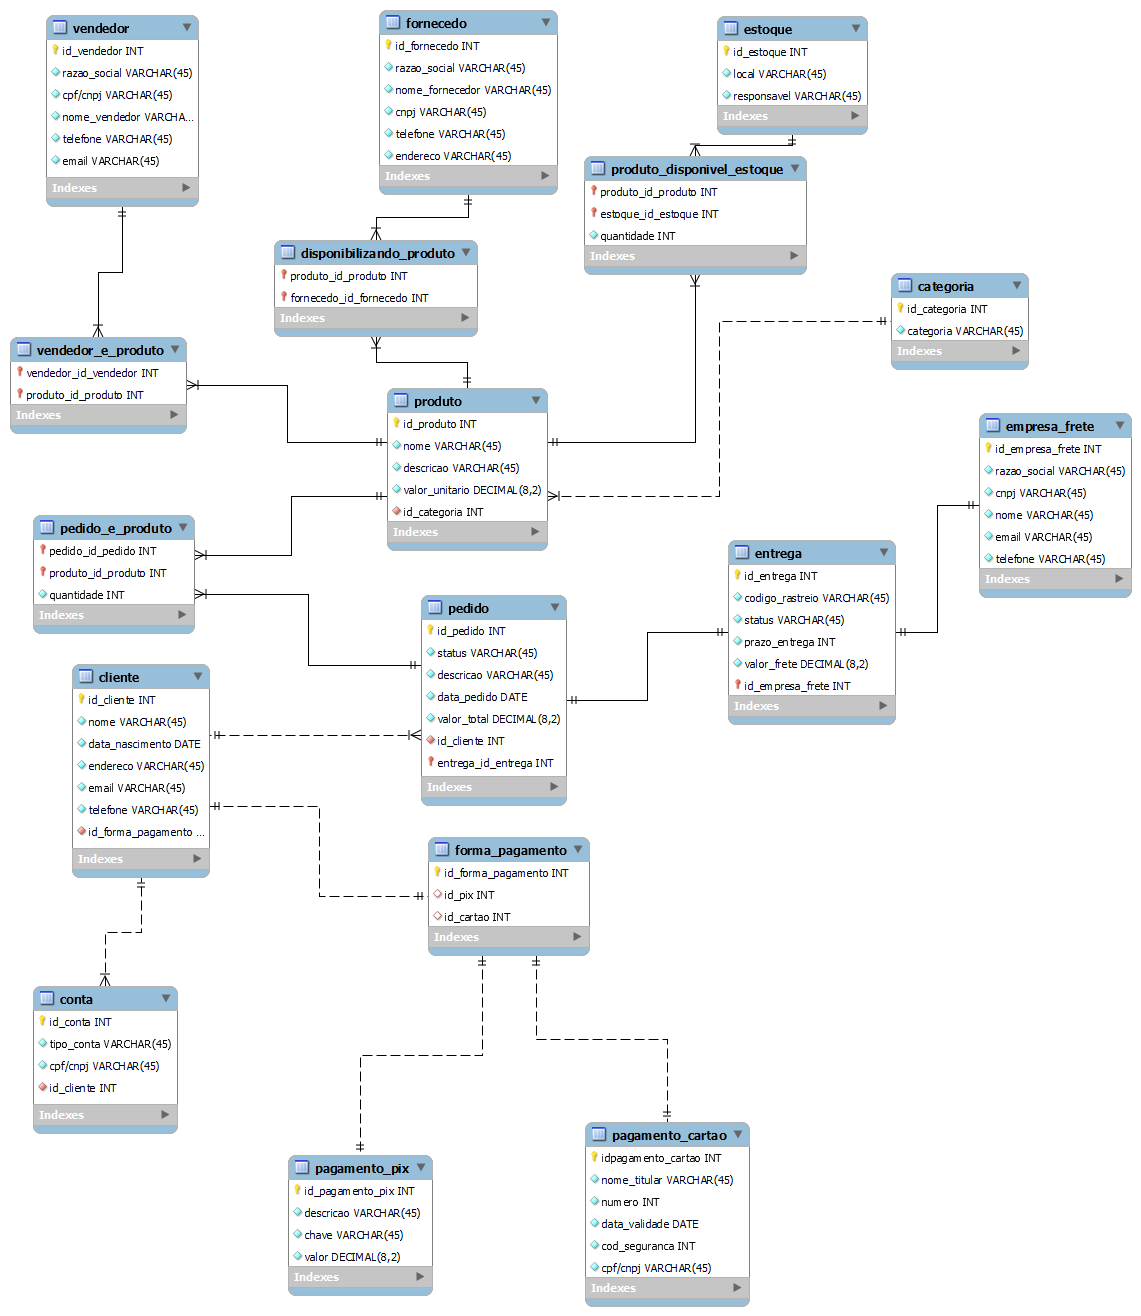 vendedor
id_vendedor INT
razao_social VARCHAR(45)
cpf/cnpj VARCHAR(45)
nome_vendedor VARCHA...
telefone VARCHAR(45)
email VARCHAR(45)
Indexes
fornecedo
id_fornecedo INT
razao_social VARCHAR(45)
nome_fornecedor VARCHAR(45)
cnpj VARCHAR(45)
telefone VARCHAR(45)
endereco VARCHAR(45)
Indexes
estoque
id_estoque INT
local VARCHAR(45)
responsavel VARCHAR(45)
Indexes
produto_disponivel_estoque
produto_id_produto INT
estoque_id_estoque INT
quantidade INT
Indexes
disponibilizando_produto
produto_id_produto INT
fornecedo_id_fornecedo INT
Indexes
categoria
id_categoria INT
categoria VARCHAR(45)
Indexes
vendedor_e_produto
vendedor_id_vendedor INT
produto_id_produto INT
Indexes
produto
id_produto INT
nome VARCHAR(45)
descricao VARCHAR(45)
valor_unitario DECIMAL(8,2)
id_categoria INT
Indexes
empresa_frete
id_empresa_frete INT
razao_social VARCHAR(45)
cnpj VARCHAR(45)
nome VARCHAR(45)
email VARCHAR(45)
telefone VARCHAR(45)
Indexes
pedido_e_produto
pedido_id_pedido INT
produto_id_produto INT
quantidade INT
Indexes
entrega
id_entrega INT
codigo_rastreio VARCHAR(45)
status VARCHAR(45)
prazo_entrega INT
valor_frete DECIMAL(8,2)
id_empresa_frete INT
Indexes
pedido
id_pedido INT
status VARCHAR(45)
descricao VARCHAR(45)
data_pedido DATE
valor_total DECIMAL(8,2)
id_cliente INT
entrega_id_entrega INT
Indexes
cliente
id_cliente INT
nome VARCHAR(45)
data_nascimento DATE
endereco VARCHAR(45)
email VARCHAR(45)
telefone VARCHAR(45)
id_forma_pagamento ...
Indexes
forma_pagamento
id_forma_pagamento INT
id_pix INT
id_cartao INT
Indexes
conta
id_conta INT
tipo_conta VARCHAR(45)
cpf/cnpj VARCHAR(45)
id_cliente INT
Indexes
pagamento_pix
id_pagamento_pix INT
descricao VARCHAR(45)
chave VARCHAR(45)
valor DECIMAL(8,2)
Indexes
pagamento_cartao
idpagamento_cartao INT
nome_titular VARCHAR(45)
numero INT
data_validade DATE
cod_seguranca INT
cpf/cnpj VARCHAR(45)
Indexes